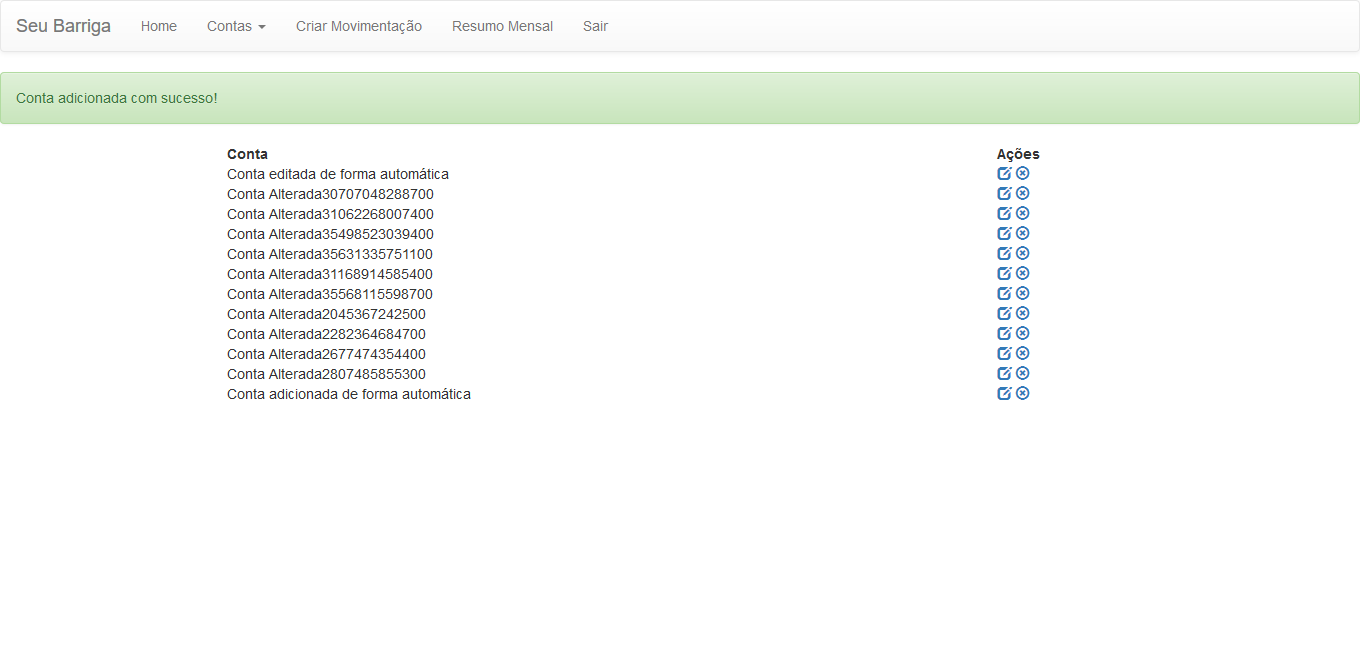 Seu Barriga Home Contas Criar Movimentação Resumo Mensal Sair
Conta adicionada com sucesso!
Conta Ações
Conta editada de forma automática
Conta Alterada30707048288700
Conta Alterada31062268007400
Conta Alterada35498523039400
Conta Alterada35631335751100
Conta Alterada31168914585400
Conta Alterada35568115598700
Conta Alterada2045367242500
Conta Alterada2282364684700
Conta Alterada2677474354400
Conta Alterada2807485855300
Conta adicionada de forma automática